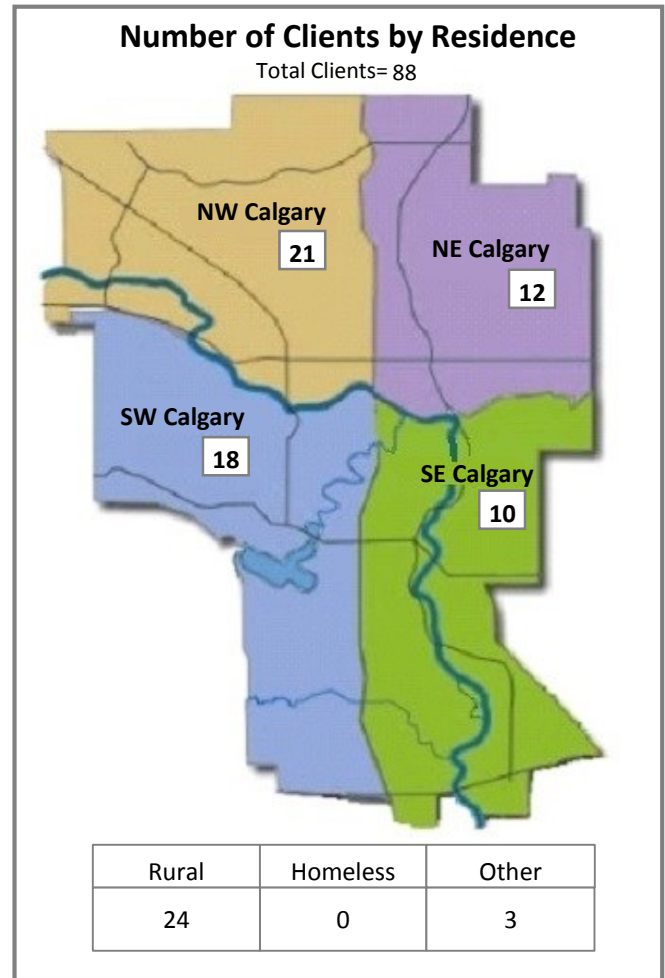 Number of Clients by Residence
Total Clients= 88
NW Calgary
21
NE Calgary
12
SW Calgary
18
SE Calgary
10
Rural Homeless Other
24 0 3